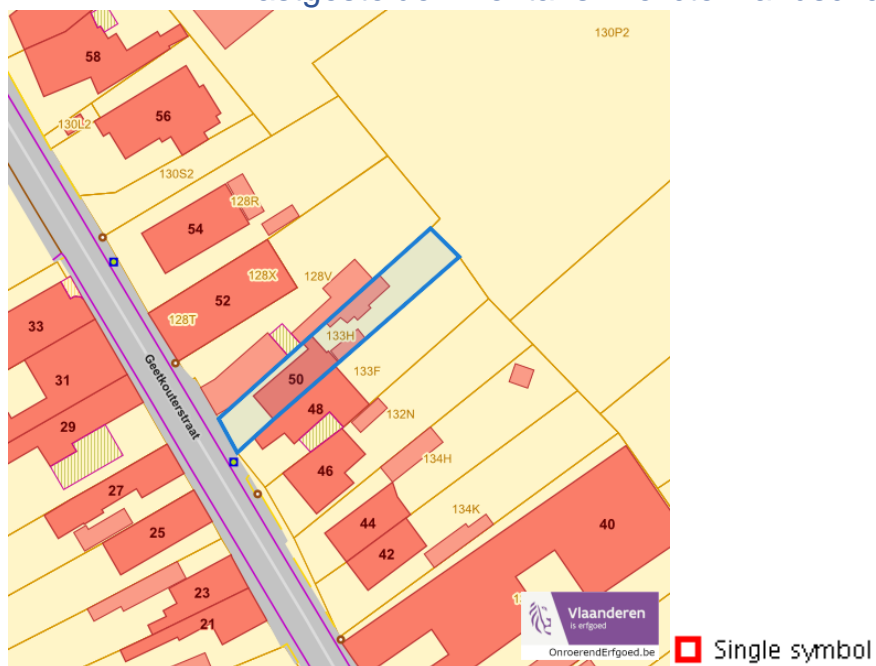 130P2
58
56
130L2
130S2
128R
54
128X
128V
52
128T
133H
33
Geetkouterstraat
31
50
133F
48
132N
29
46
134H
27
44
134K
40
25
42
23
21
Vlaanderen
is erfgoed
OnroerendErfgoed.be
Single symbol